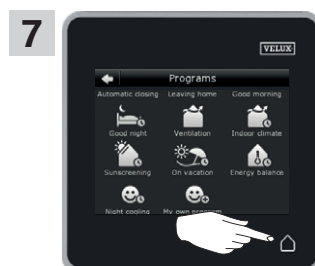 7
VELUX
Programs
Automatic closing Leaving home Good morning
Good night Ventilation Indoor climate
Sunscreening On vacation Energy balance
Night cooling My own program